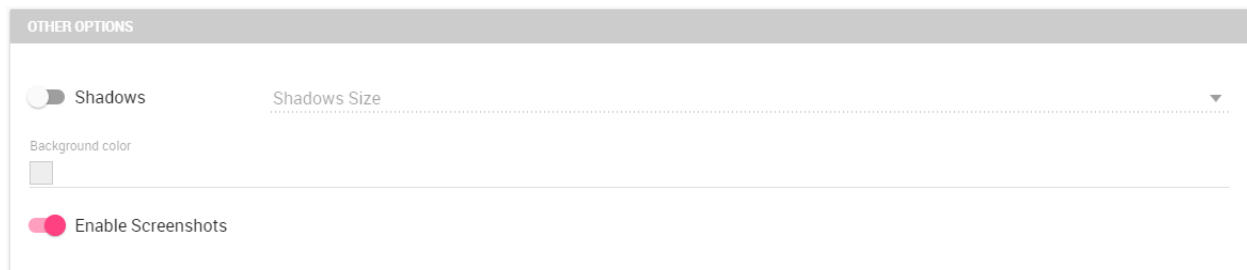 OTHER OPTIONS
Shadows Shadows Size
Background color
Enable Screenshots